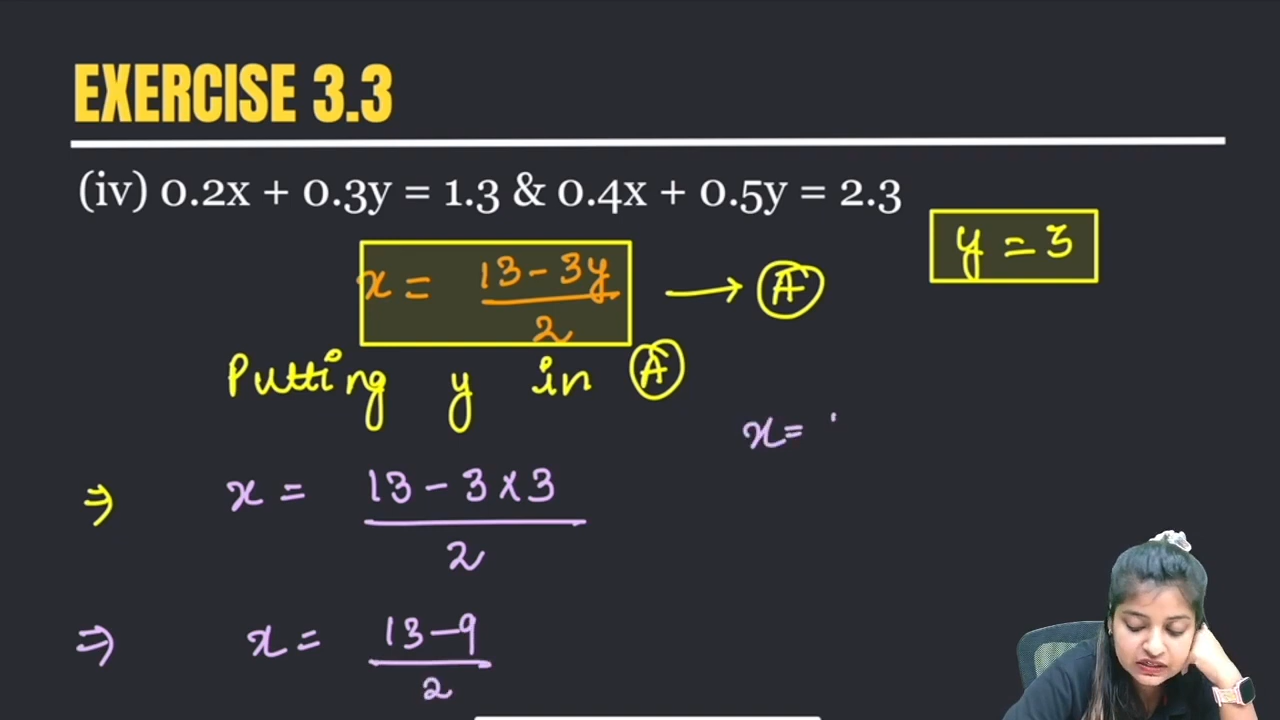 EXERCISE 3.3
(iv) 0.2x + 0.3y = 1.3 & 0.4x + 0.5y = 2.3
y = 3
x = 13 - 3y / 2 → A
Putting y in A
x =
⇒ x = 13 - 3 × 3 / 2
⇒ x = 13 - 9 / 2